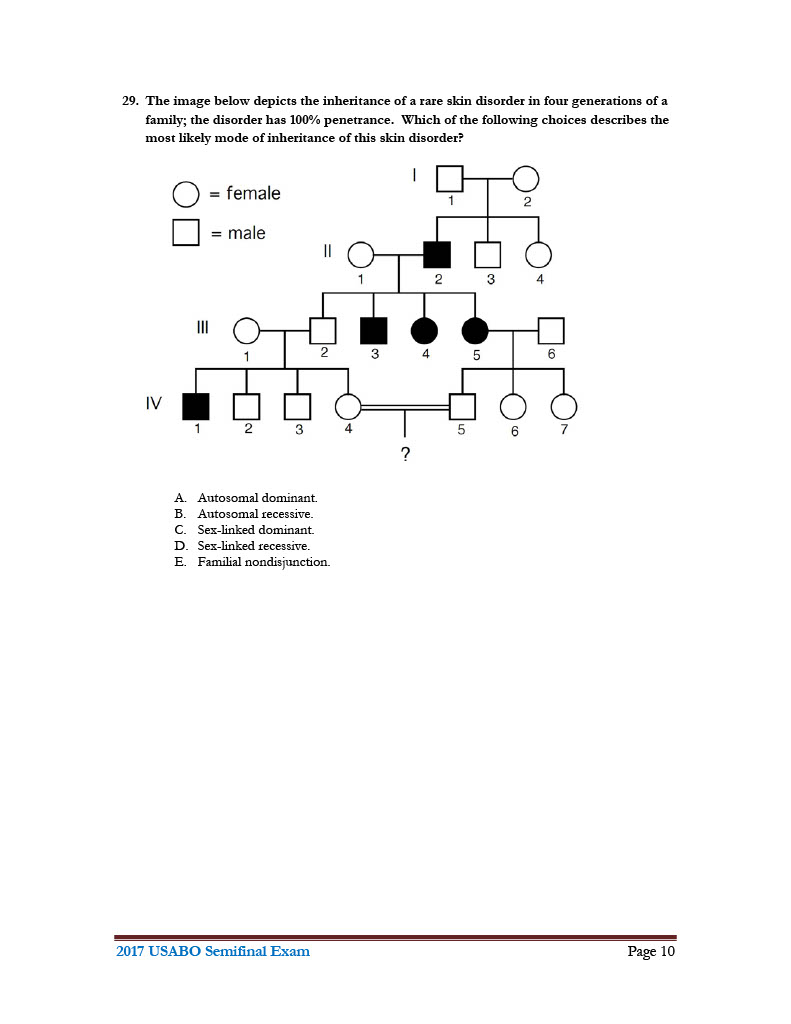 29. The image below depicts the inheritance of a rare skin disorder in four generations of a
family; the disorder has 100% penetrance. Which of the following choices describes the
most likely mode of inheritance of this skin disorder?
I
1 2
= female
= male
II
1 2 3 4
III
1 2 3 4 5 6
IV
1 2 3 4 5 6 7
?
A. Autosomal dominant.
B. Autosomal recessive.
C. Sex-linked dominant.
D. Sex-linked recessive.
E. Familial nondisjunction.
2017 USABO Semifinal Exam Page 10